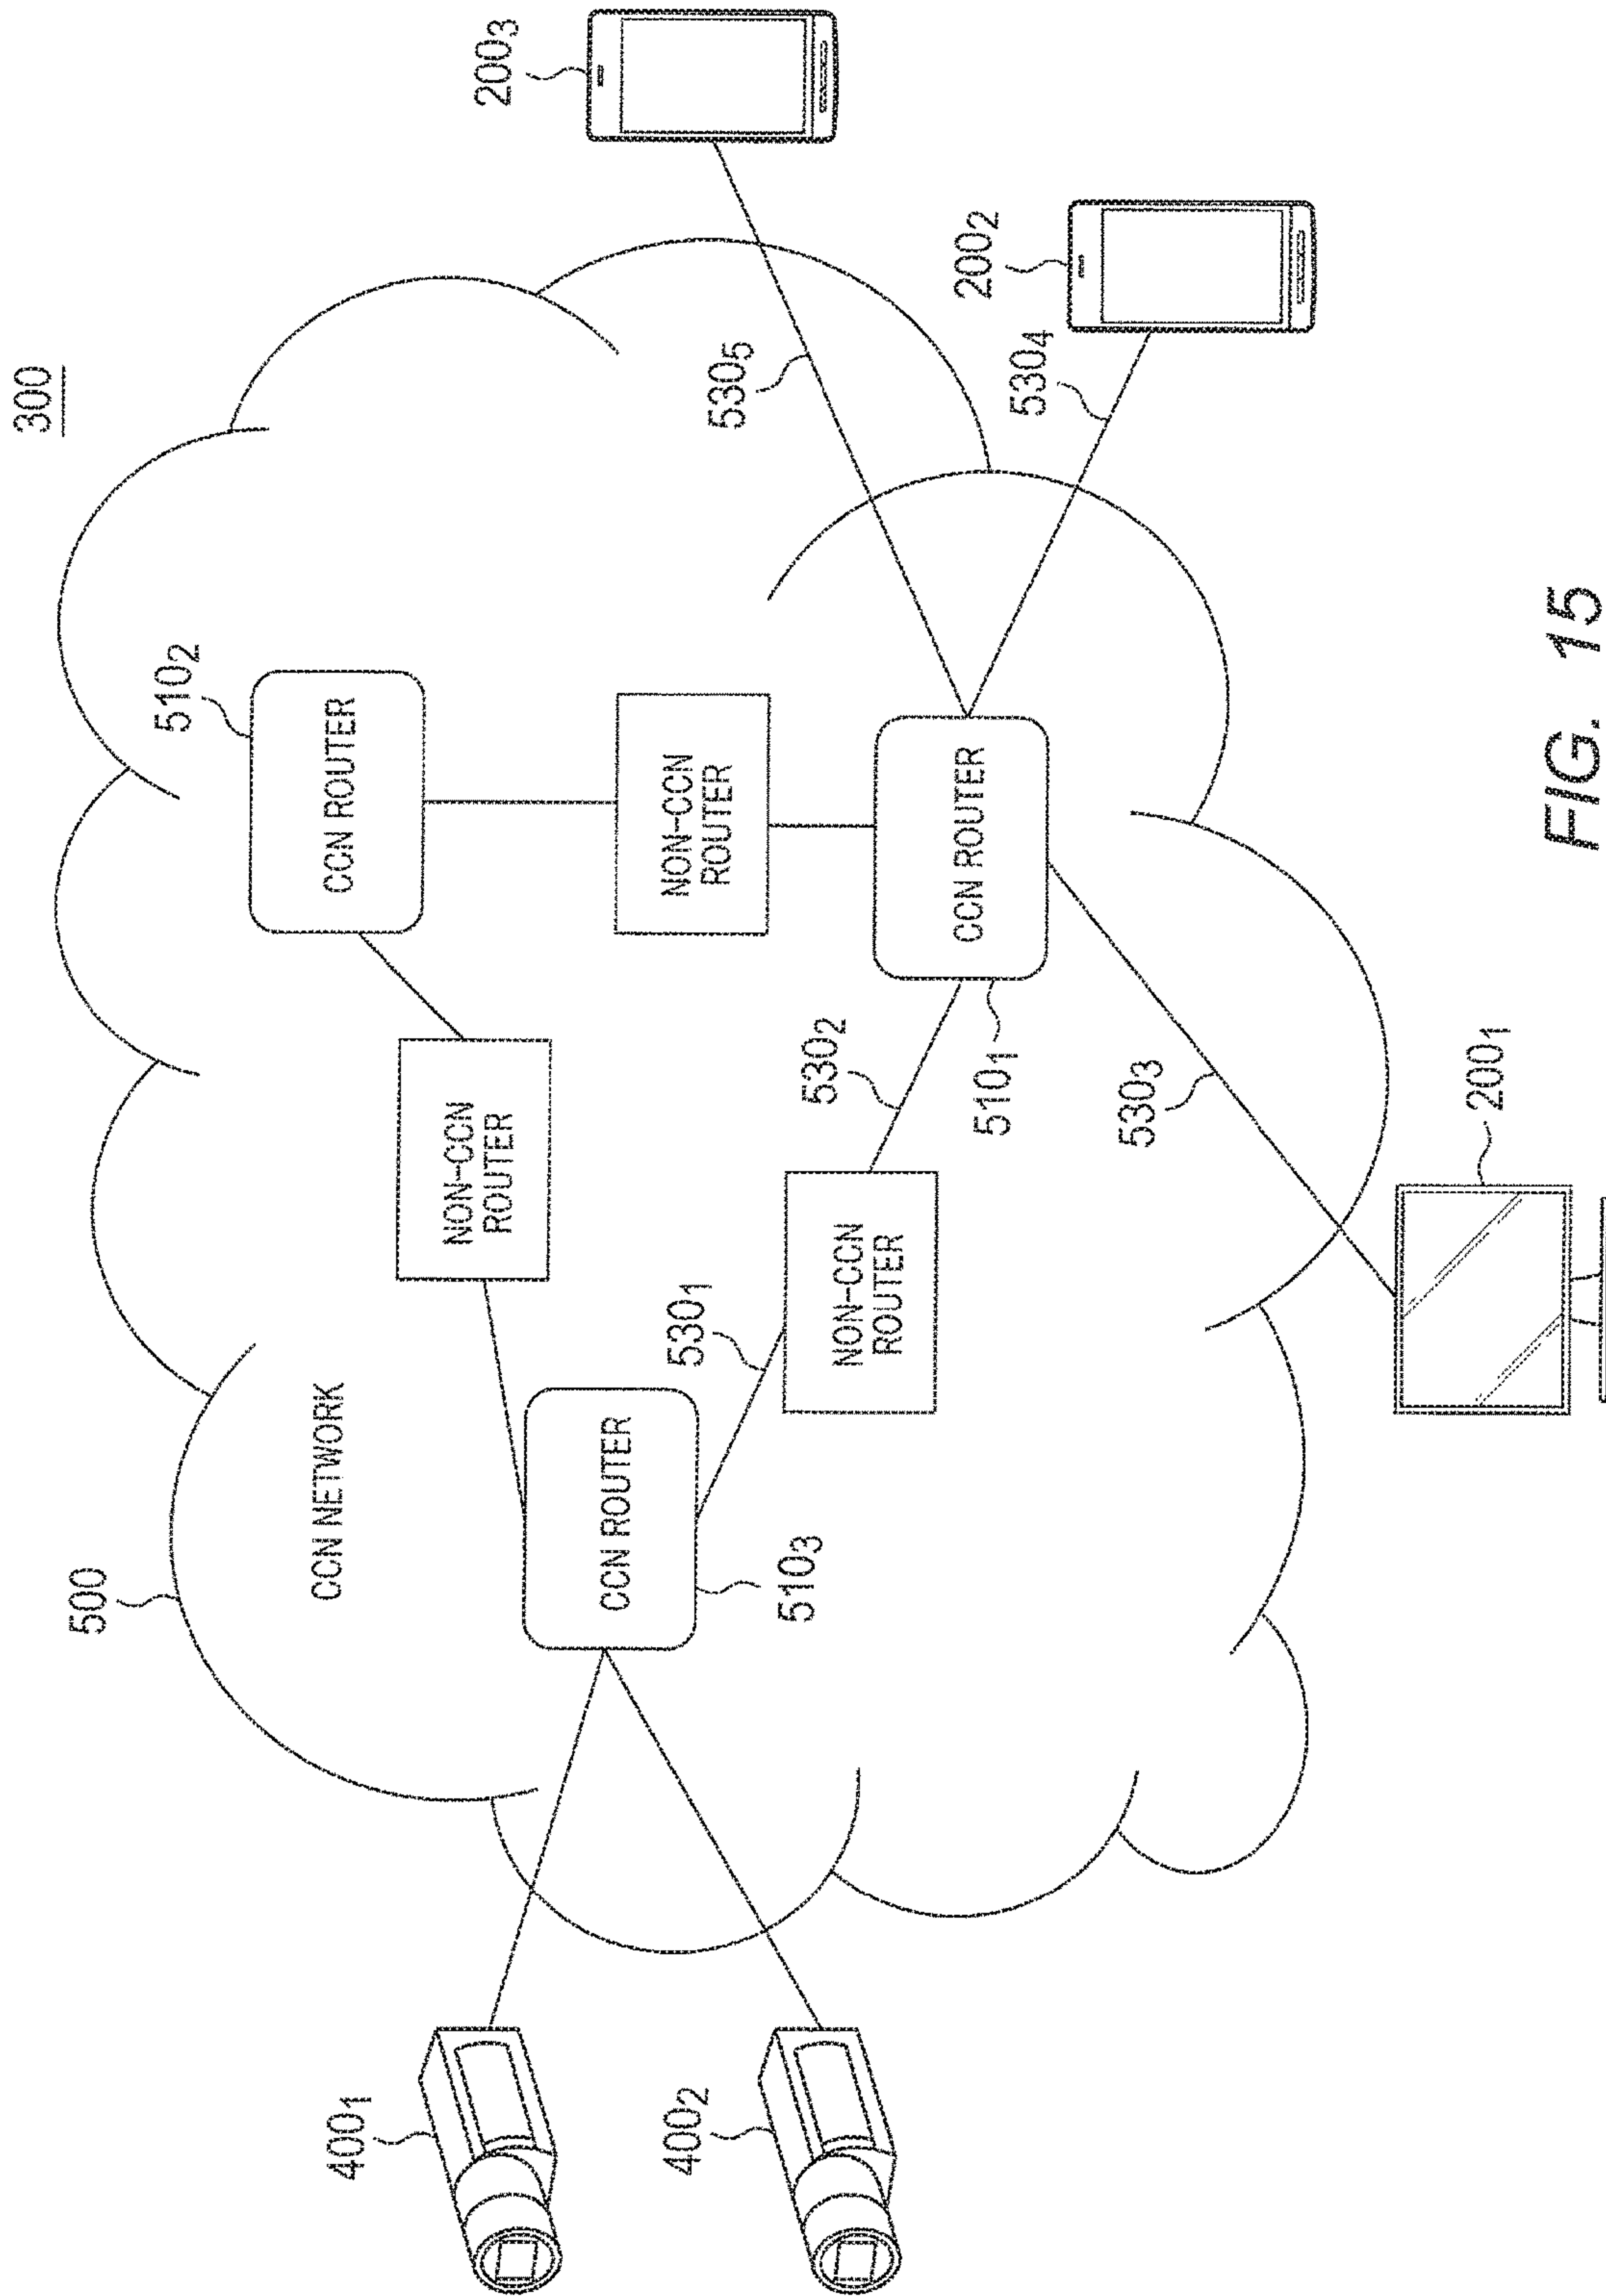 300
500
CCN NETWORK
510₂
CCN ROUTER
400₁
NON-CCN
ROUTER
200₃
CCN ROUTER
510₃
530₁
NON-CCN
ROUTER
530₅
400₂
NON-CCN
ROUTER
530₂
CCN ROUTER
510₁
200₂
530₄
530₃
200₁
FIG. 15